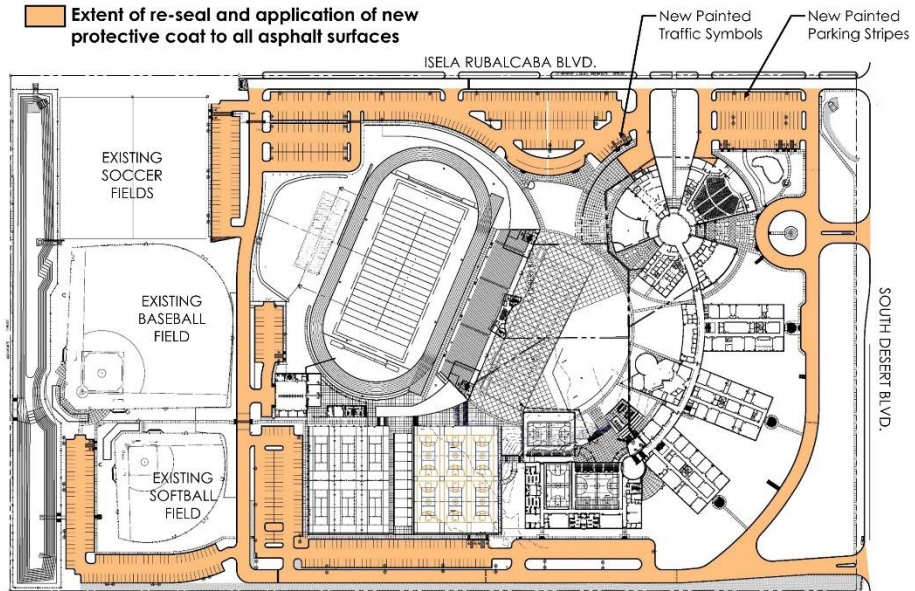 Extent of re-seal and application of new
protective coat to all asphalt surfaces
New Painted
Traffic Symbols
New Painted
Parking Stripes
ISELA RUBALCABA BLVD.
EXISTING
SOCCER
FIELDS
EXISTING
BASEBALL
FIELD
EXISTING
SOFTBALL
FIELD
SOUTH DESERT BLVD.